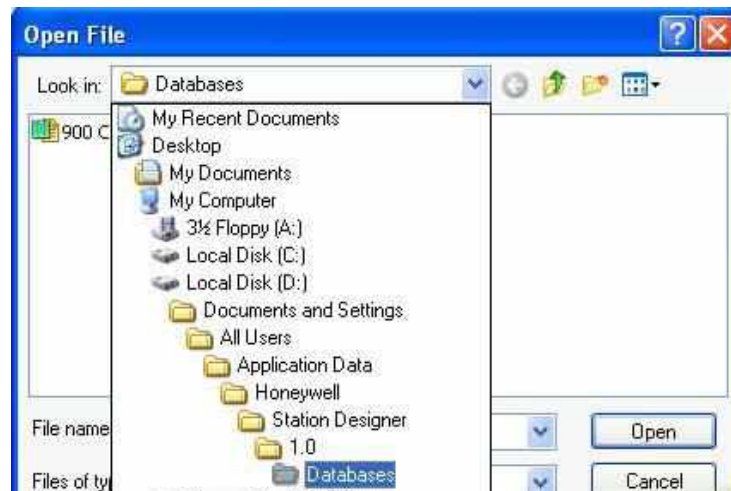 Open File
Look in: Databases
My Recent Documents
900 C
Desktop
My Documents
My Computer
3½ Floppy (A:)
Local Disk (C:)
Local Disk (D:)
Documents and Settings
All Users
Application Data
Honeywell
File name
Station Designer
Open
1.0
Files of ty
Databases
Cancel